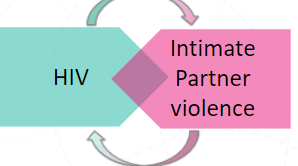 HIV
Intimate
Partner
violence